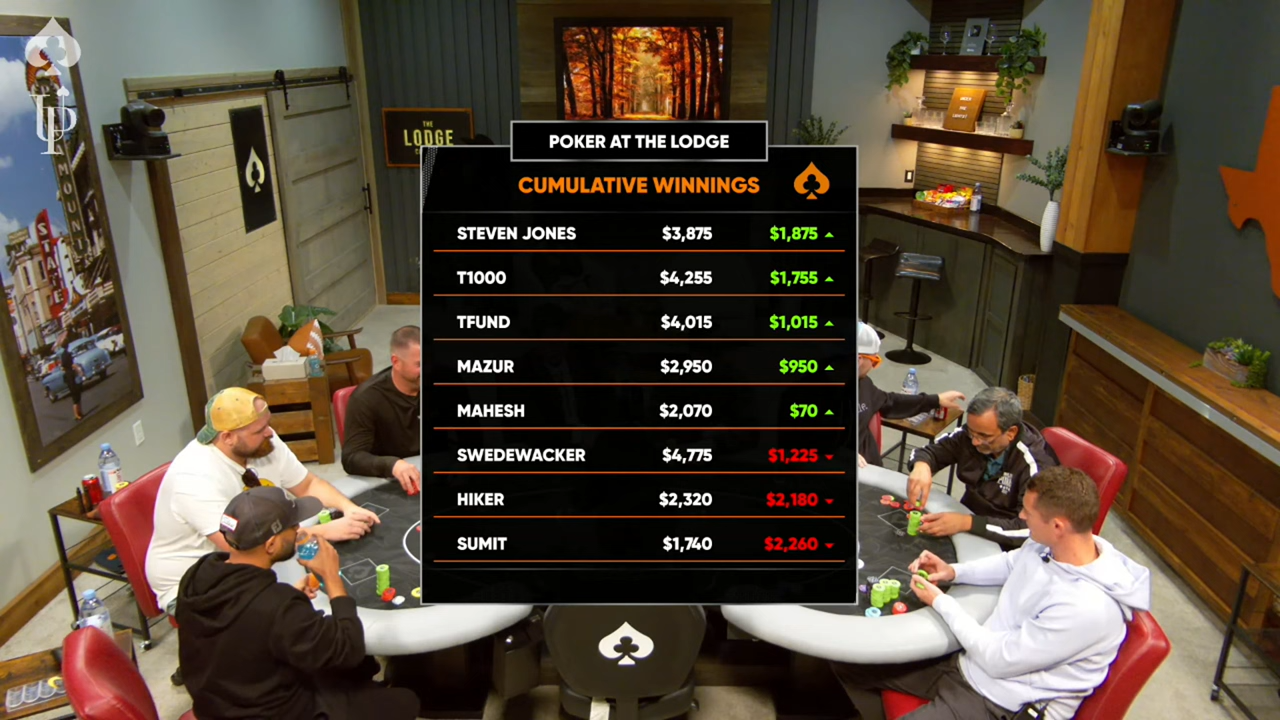 UP
THE
LODGE
STATE
POKER AT THE LODGE
CUMULATIVE WINNINGS
STEVEN JONES $3,875 $1,875
T1000 $4,255 $1,755
TFUND $4,015 $1,015
MAZUR $2,950 $950
MAHESH $2,070 $70
SWEDEWACKER $4,775 $1,225
HIKER $2,320 $2,180
SUMIT $1,740 $2,260